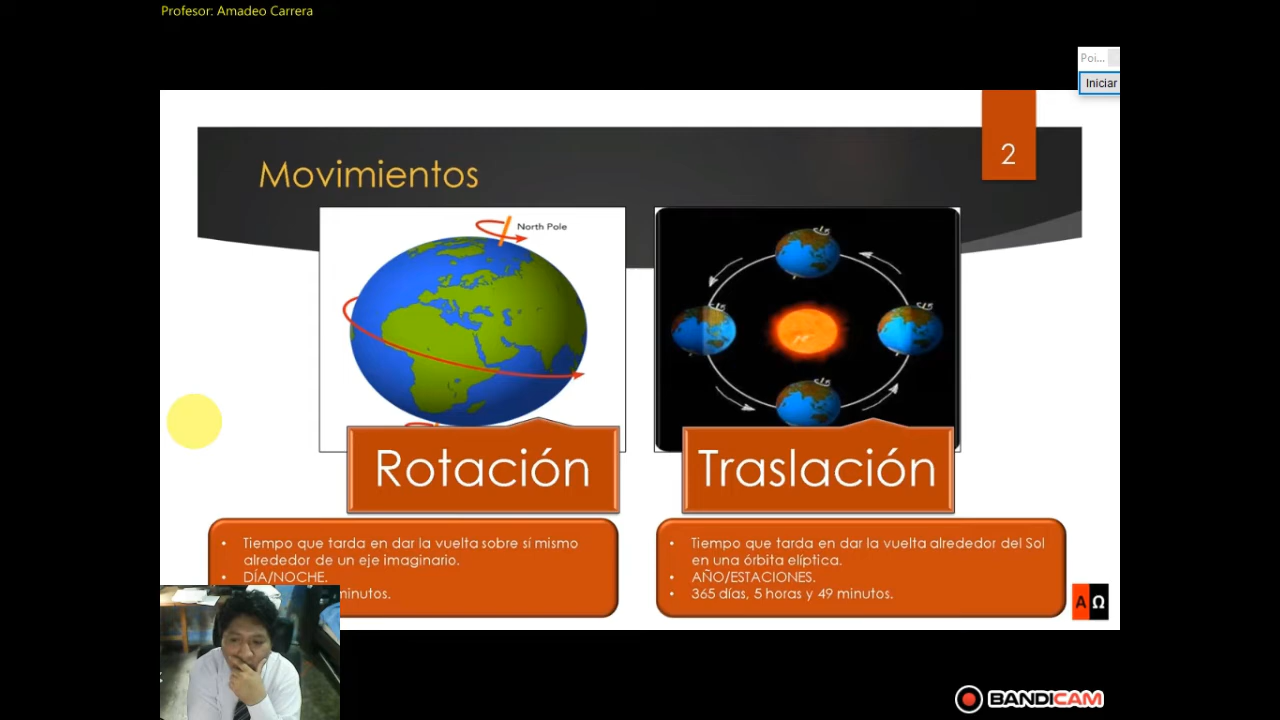 Profesor: Amadeo Carrera
Poi...
Iniciar
2
Movimientos
North Pole
Rotación
Traslación
• Tiempo que tarda en dar la vuelta sobre sí mismo
alrededor de un eje imaginario.
• DÍA/NOCHE.
minutos.
• Tiempo que tarda en dar la vuelta alrededor del Sol
en una órbita elíptica.
• AÑO/ESTACIONES.
• 365 días, 5 horas y 49 minutos.
A Ω
BANDICAM